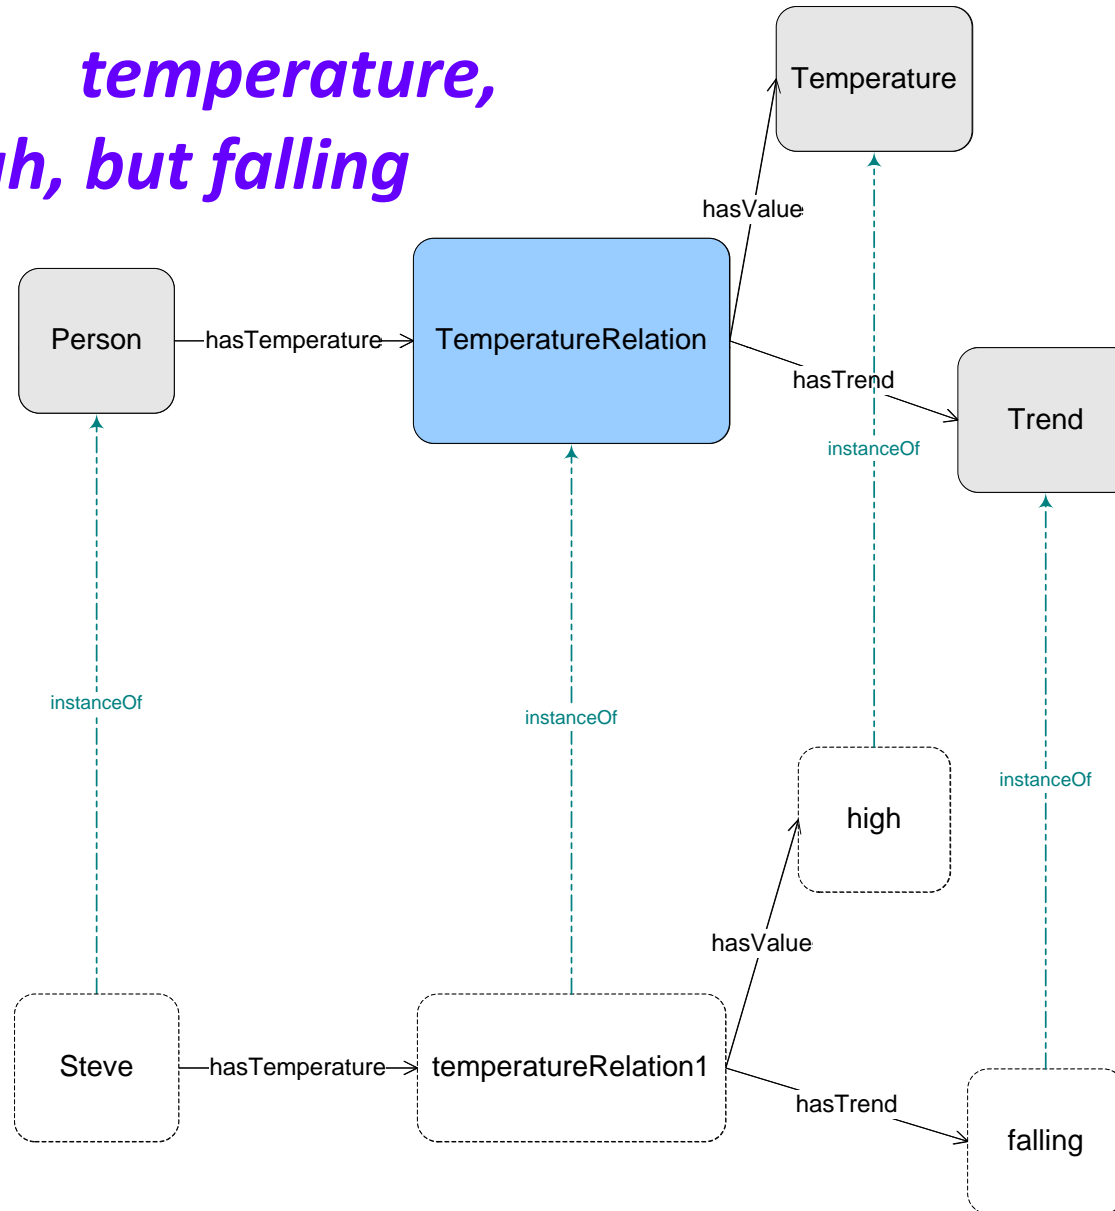 temperature,
gh, but falling
Temperature
hasValue
Person
hasTemperature
TemperatureRelation
hasTrend
Trend
instanceOf
instanceOf
instanceOf
instanceOf
high
hasValue
Steve
hasTemperature
temperatureRelation1
hasTrend
falling